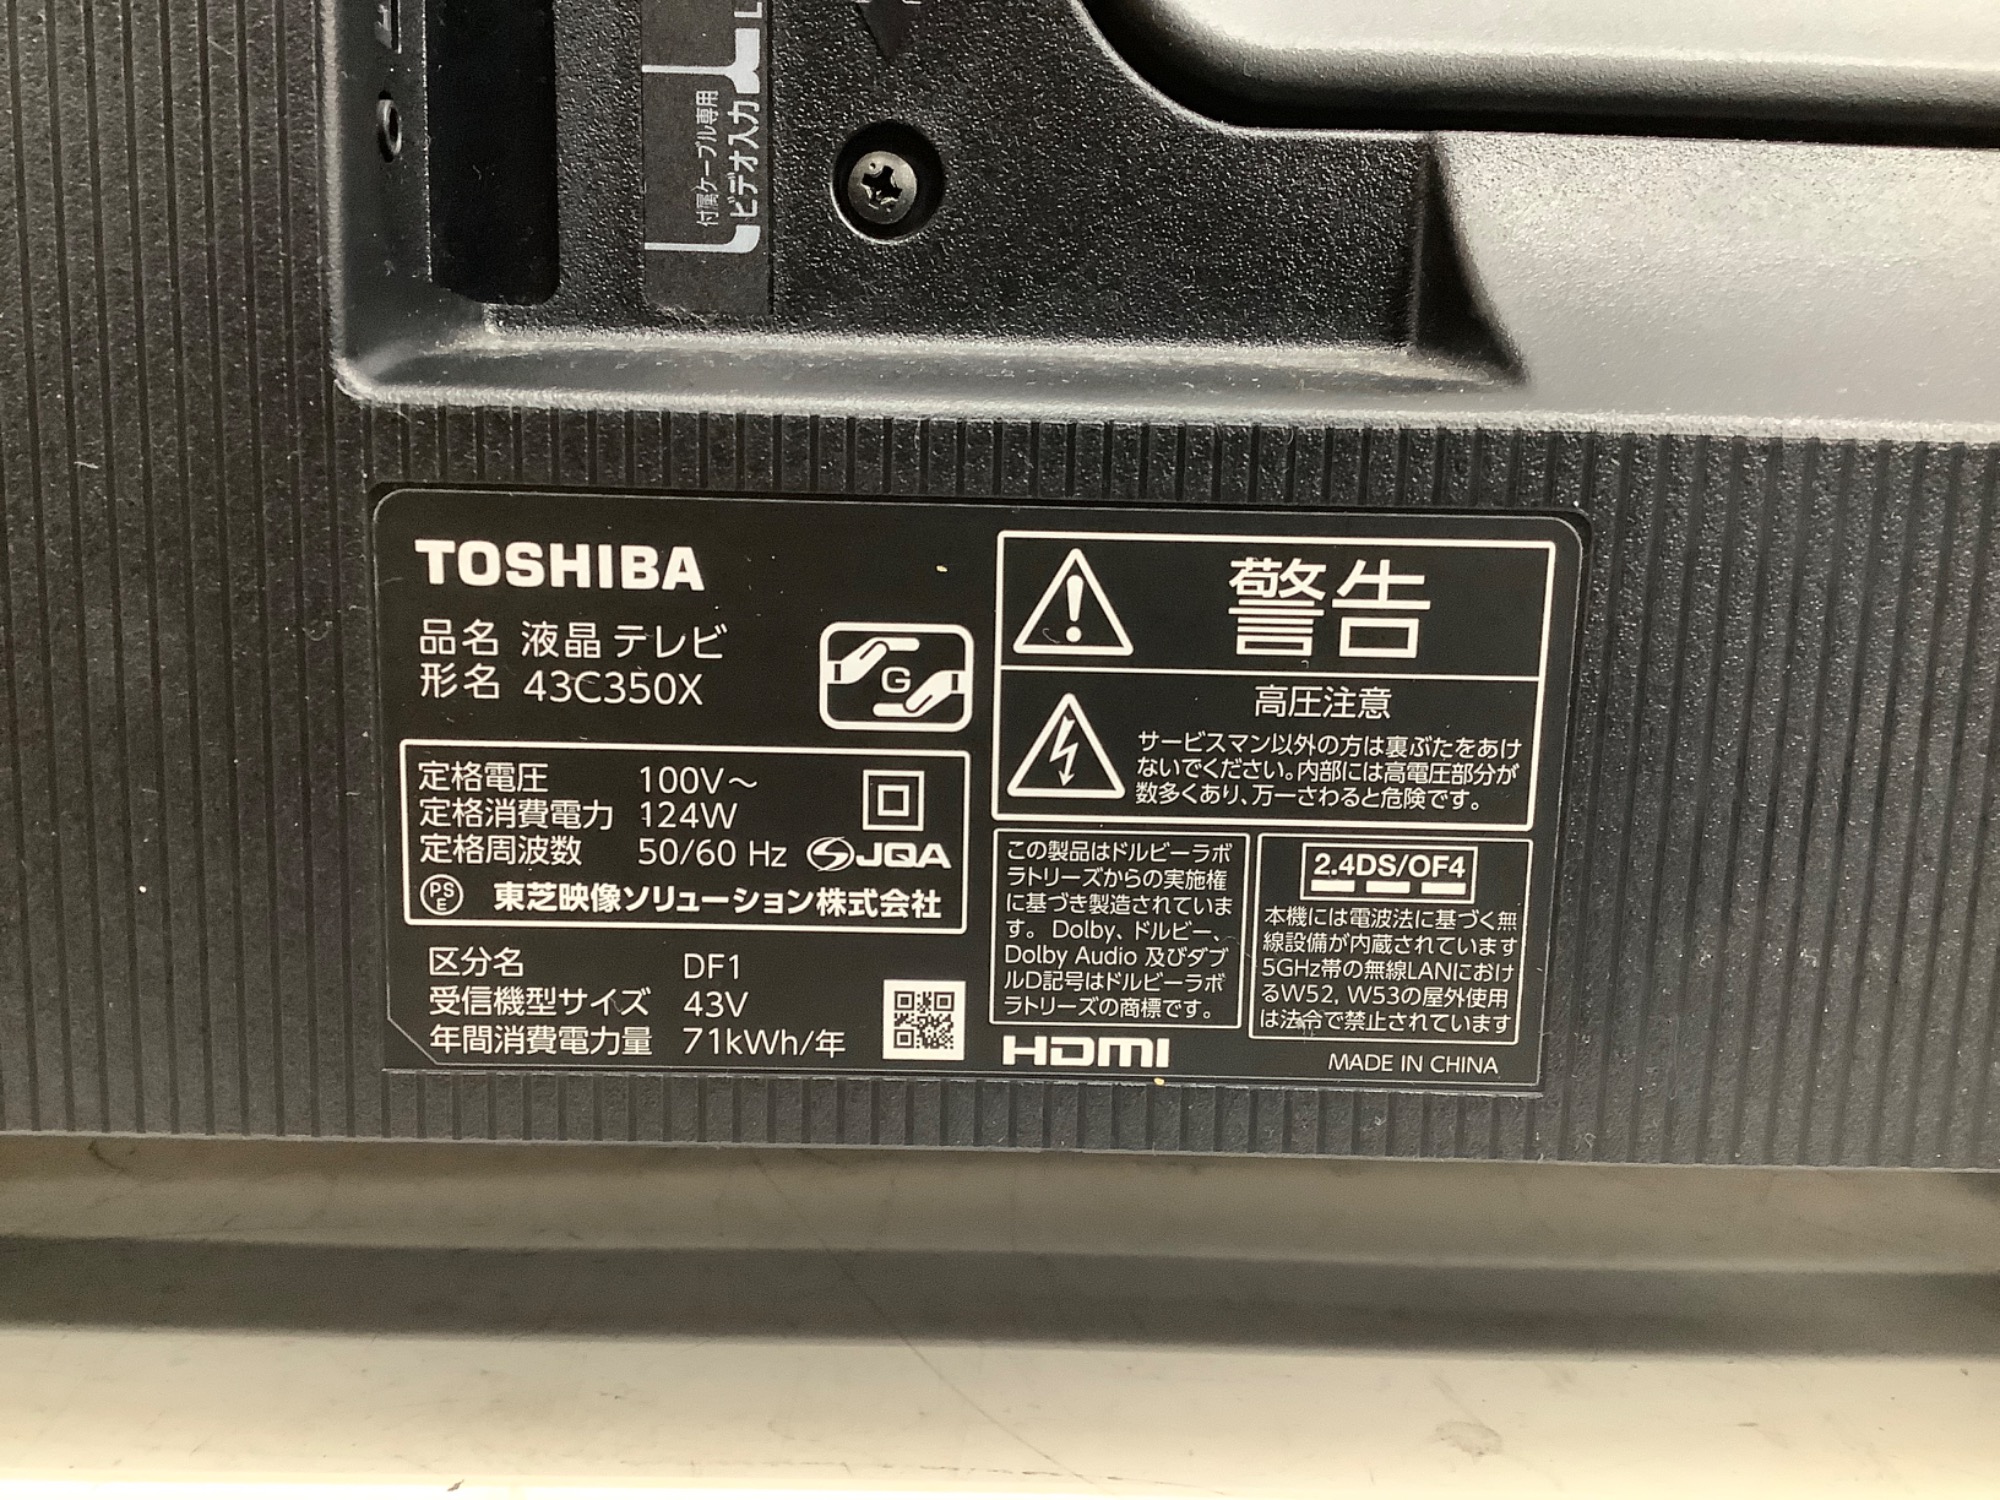 付属ケーブル専用
ビデオ入力
TOSHIBA
品名 液晶テレビ
形名 43C350X
G
定格電圧 100V～
定格消費電力 124W
定格周波数 50/60 Hz
JQA
PSE 東芝映像ソリューション株式会社
区分名 DF1
受信機型サイズ 43V
年間消費電力量 71kWh/年
警告
高圧注意
サービスマン以外の方は裏ぶたをあけ
ないでください。内部には高電圧部分が
数多くあり、万一さわると危険です。
この製品はドルビーラボ
ラトリーズからの実施権
に基づき製造されていま
す。 Dolby、ドルビー、
Dolby Audio 及びダブ
ルD記号はドルビーラボ
ラトリーズの商標です。
HDMI
2.4DS/OF4
本機には電波法に基づく無
線設備が内蔵されています
5GHz帯の無線LANにおけ
るW52, W53の屋外使用
は法令で禁止されています
MADE IN CHINA